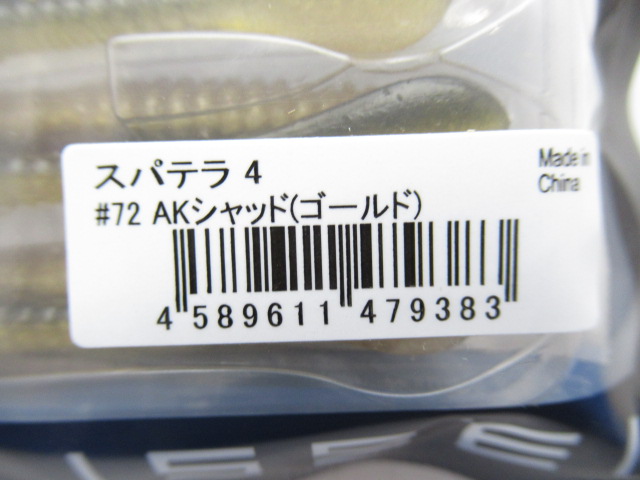 スパテラ 4
Made in
China
#72 AKシャッド(ゴールド)
4 589611 479383